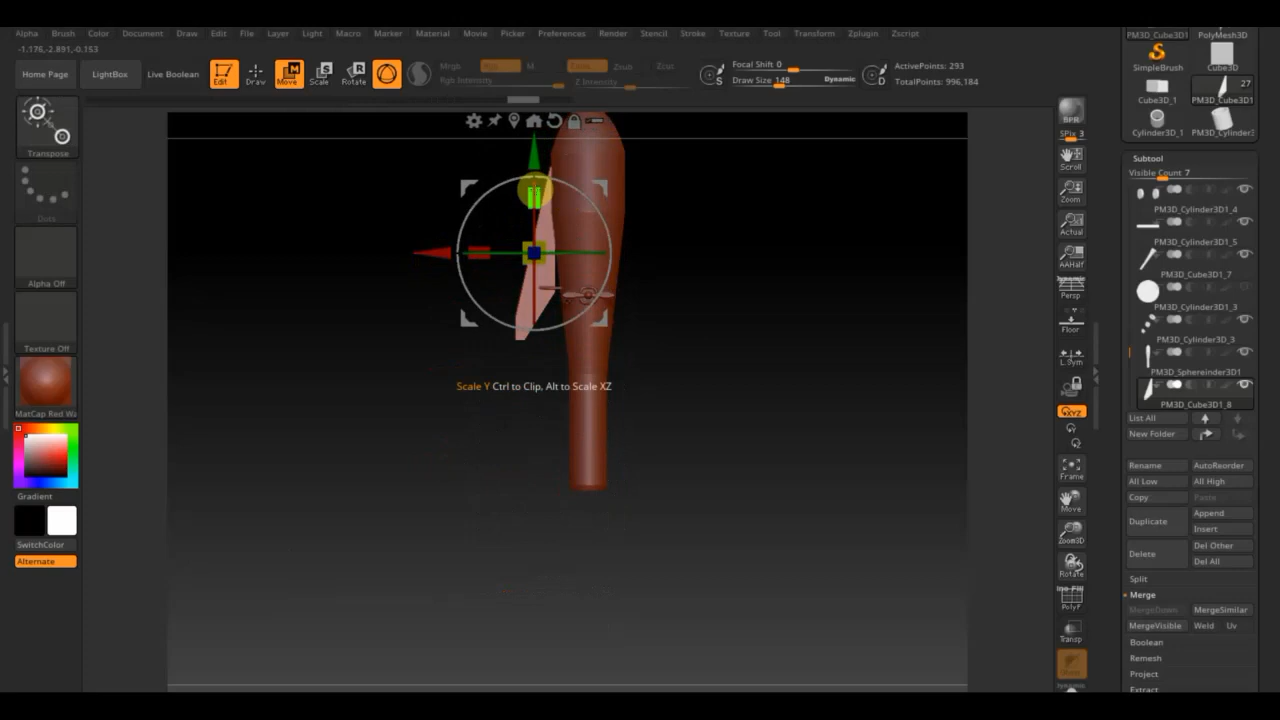 Alpha Brush Color Document Draw Edit File Layer Light Macro Marker Material Movie Picker Preferences Render Stencil Stroke Texture Tool Transform Zplugin Zscript
-1.176,-2.891,-0.153
Home Page
LightBox
Live Boolean
Edit
Draw
Move
Scale
Rotate
Mrgb
M
Rgb Intensity
Zsub
Zcut
Z Intensity
S
Focal Shift 0
Draw Size 148
Dynamic
D
ActivePoints: 293
TotalPoints: 996,184
Transpose
Dots
Alpha Off
Texture Off
MatCap Red Wa
Gradient
SwitchColor
Alternate
Scale Y Ctrl to Clip, Alt to Scale XZ
BPR
SPix 3
Scroll
Zoom
Actual
AAHalf
Dynamic
Persp
Floor
L.Sym
XYZ
Frame
Move
Zoom3D
Rotate
PolyF
Transp
PM3D_Cube3D1
PolyMesh3D
SimpleBrush
Cube3D
27
Cube3D_1
PM3D_Cube3D1
Cylinder3D_1
PM3D_Cylinder3
Subtool
Visible Count 7
PM3D_Cylinder3D1_4
PM3D_Cylinder3D1_5
PM3D_Cube3D1_7
PM3D_Cylinder3D1_3
PM3D_Cylinder3D_3
PM3D_Sphereinder3D1
PM3D_Cube3D1_8
List All
New Folder
Rename
AutoReorder
All Low
All High
Copy
Paste
Duplicate
Append
Insert
Delete
Del Other
Del All
Split
Merge
MergeDown
MergeSimilar
MergeVisible
Weld
Uv
Boolean
Remesh
Project
Extract